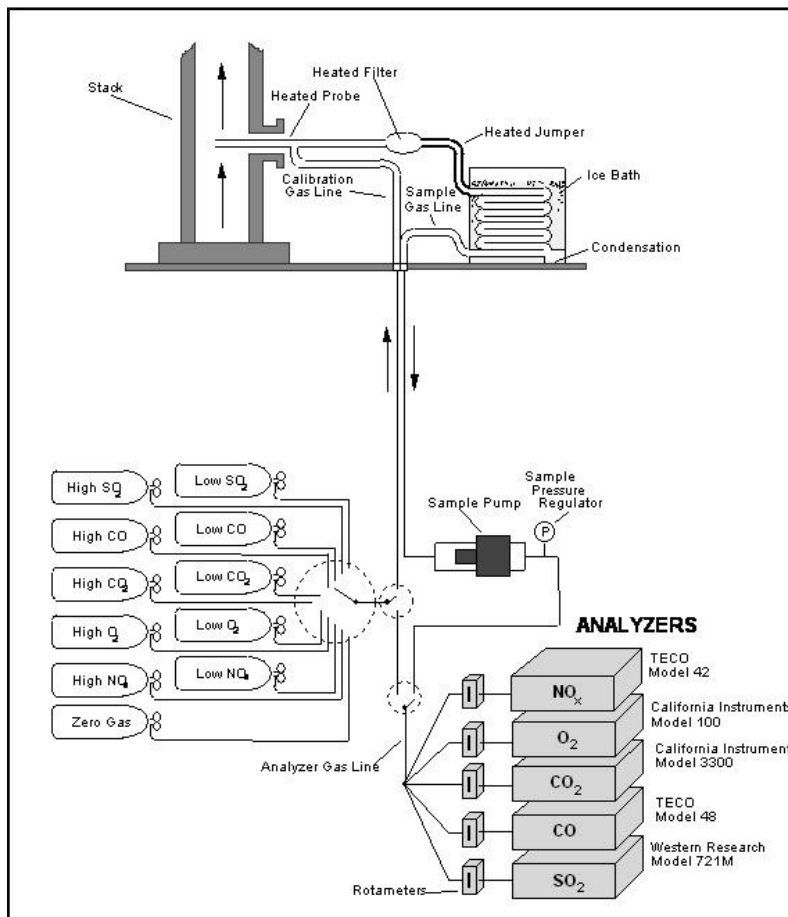 Heated Filter
Stack
Heated Probe
Heated Jumper
Calibration
Gas Line
Sample
Gas Line
Ice Bath
Condensation
Sample
Pressure
Regulator
Sample Pump
P
High SO2
Low SO2
High CO
Low CO
High CO2
Low CO2
High O2
Low O2
High NOx
Low NOx
Zero Gas
ANALYZERS
TECO
Model 42
NOx
California Instruments
Model 100
O2
California Instrument
Model 3300
CO2
TECO
Model 48
CO
Western Research
Model 721M
SO2
Analyzer Gas Line
Rotameters